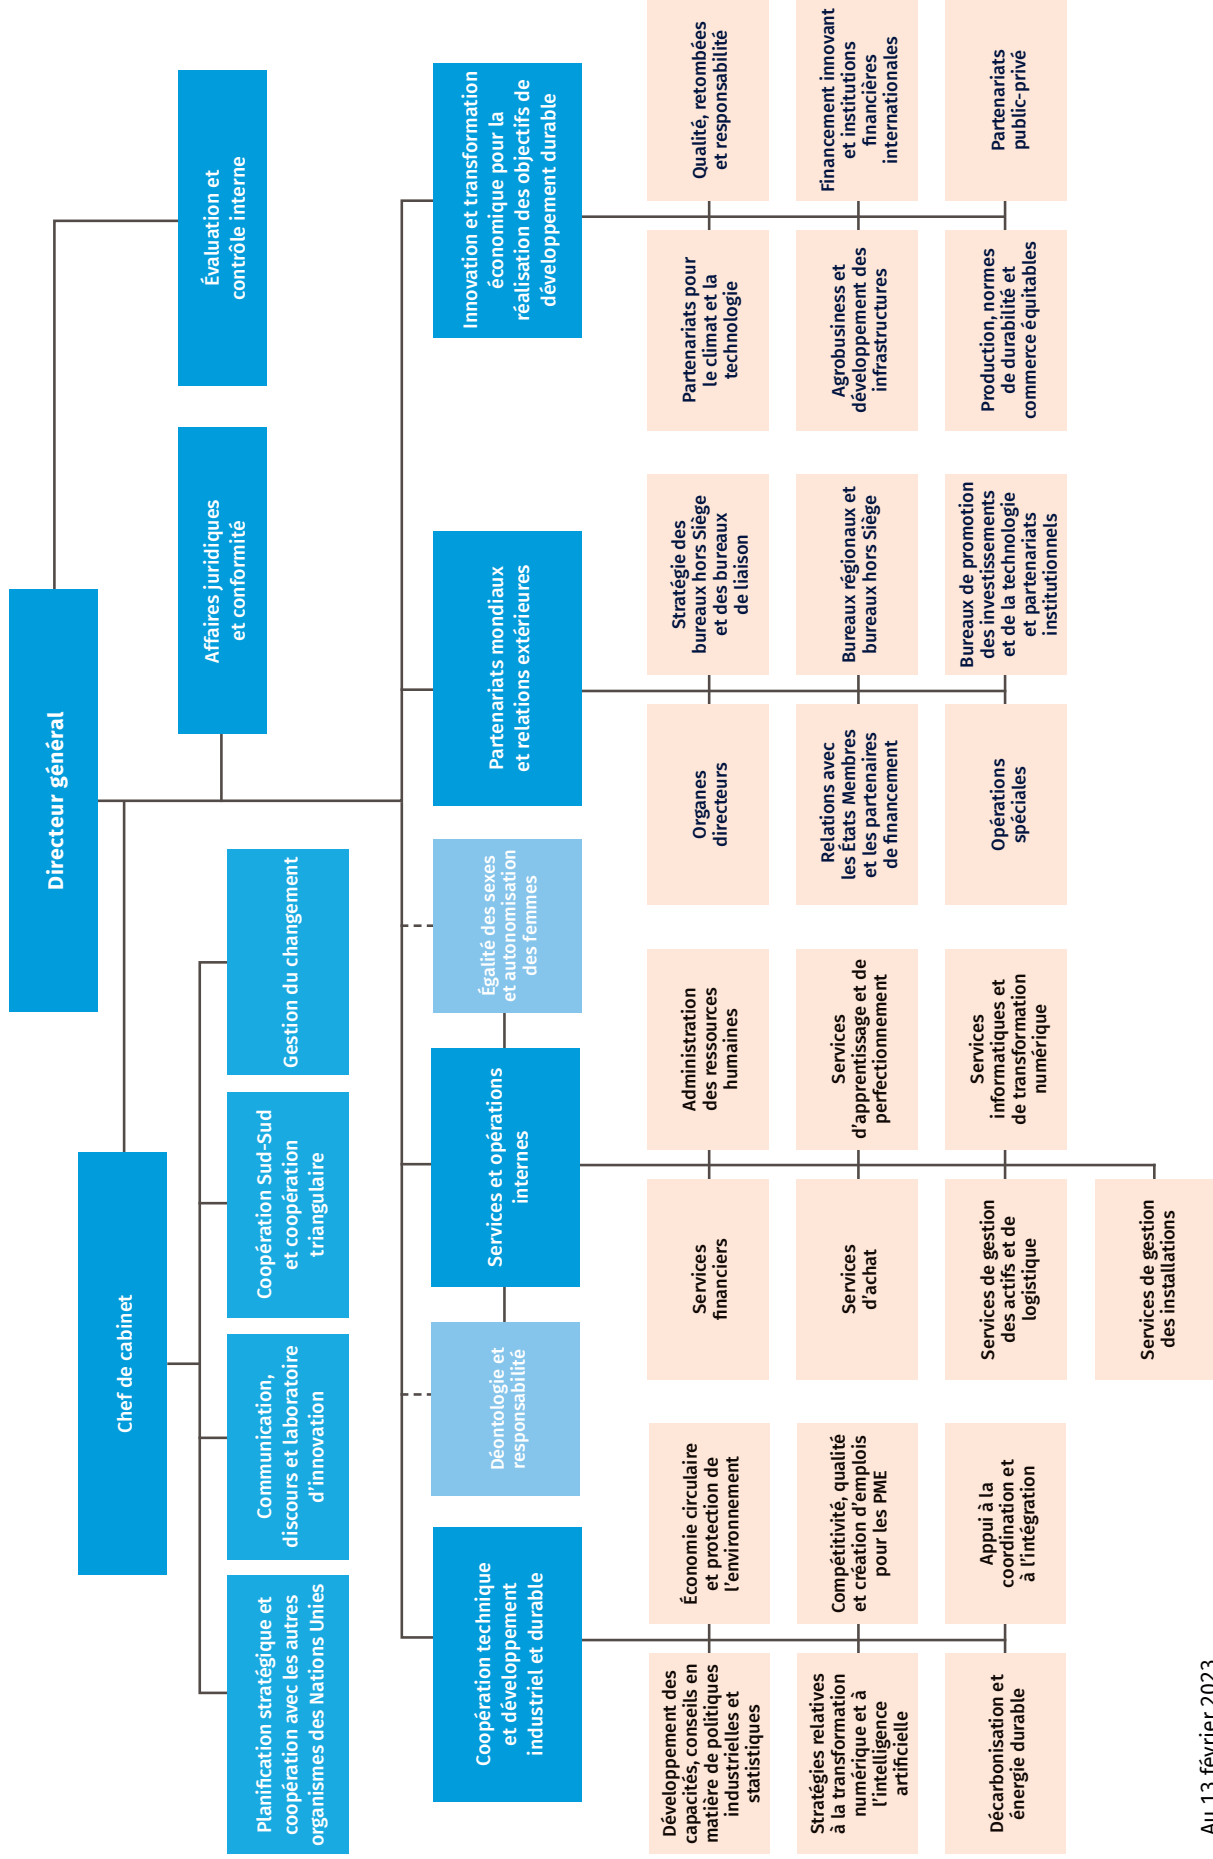 Directeur général
Chef de cabinet
Affaires juridiques
et conformité
Évaluation et
contrôle interne
Planification stratégique et
coopération avec les autres
organismes des Nations Unies
Communication,
discours et laboratoire
d'innovation
Coopération Sud-Sud
et coopération
triangulaire
Gestion du changement
Coopération technique
et développement
industriel et durable
Déontologie et
responsabilité
Services et opérations
internes
Égalité des sexes
et autonomisation
des femmes
Partenariats mondiaux
et relations extérieures
Innovation et transformation
économique pour la
réalisation des objectifs de
développement durable
Développement des
capacités, conseils en
matière de politiques
industrielles et
statistiques
Économie circulaire
et protection de
l'environnement
Stratégies relatives
à la transformation
numérique et à
l'intelligence
artificielle
Compétitivité, qualité
et création d'emplois
pour les PME
Décarbonisation et
énergie durable
Appui à la
coordination et
à l'intégration
Services
financiers
Administration
des ressources
humaines
Services
d'achat
Services
d'apprentissage et de
perfectionnement
Services de gestion
des actifs et de
logistique
Services
informatiques et
de transformation
numérique
Services de gestion
des installations
Organes
directeurs
Stratégie des
bureaux hors Siège
et des bureaux
de liaison
Relations avec
les États Membres
et les partenaires
de financement
Bureaux régionaux et
bureaux hors Siège
Opérations
spéciales
Bureaux de promotion
des investissements
et de la technologie
et partenariats
institutionnels
Partenariats pour
le climat et la
technologie
Qualité, retombées
et responsabilité
Agrobusiness et
développement des
infrastructures
Financement innovant
et institutions
financières
internationales
Production, normes
de durabilité et
commerce équitables
Partenariats
public-privé
Au 13 février 2023